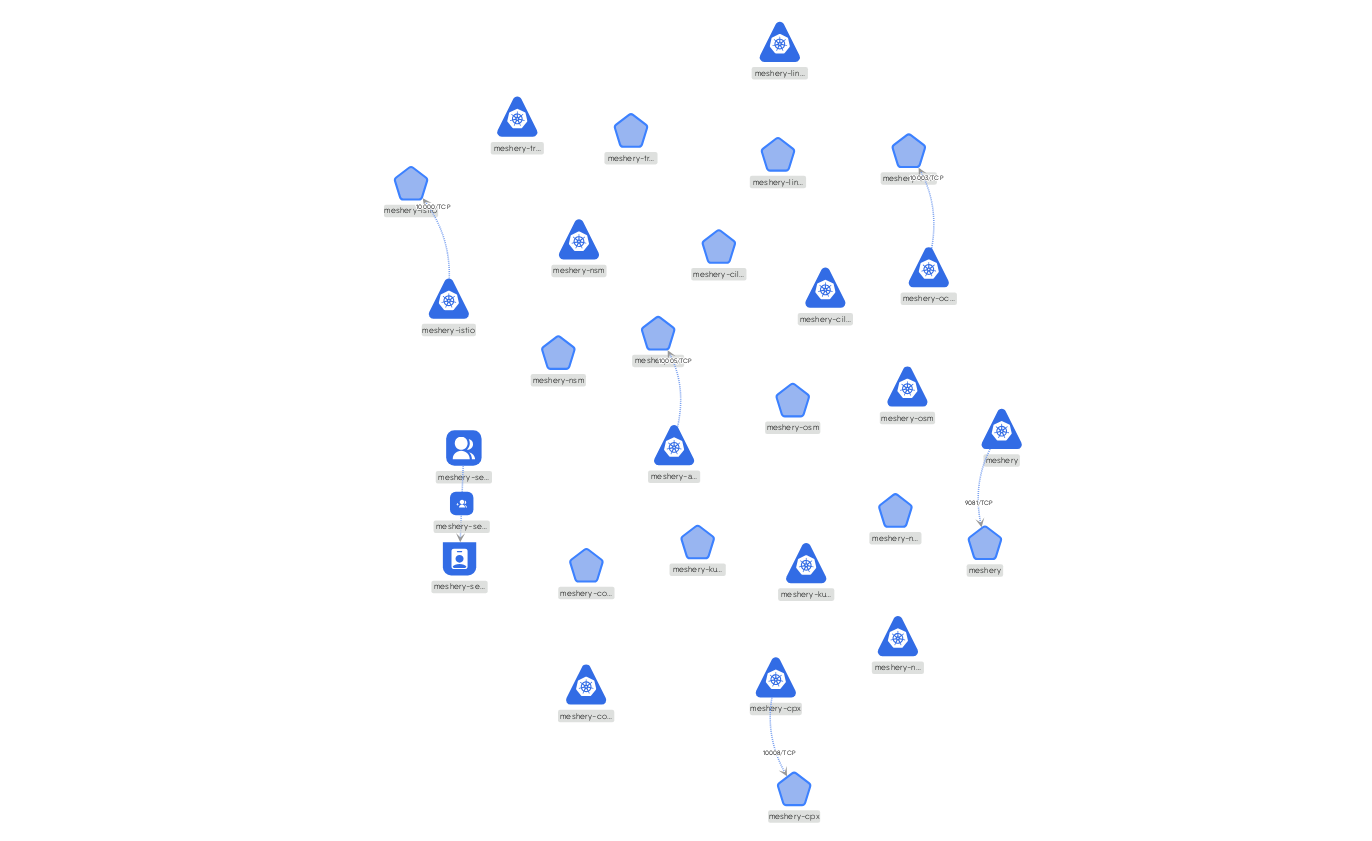 meshery-lin...
meshery-tr...
meshery-tr...
meshery-lin...
10003/TCP
meshery-istio
10000/TCP
meshery-nsm
meshery-cil...
meshery-oc...
meshery-cil...
meshery-istio
10005/TCP
meshery-nsm
meshery-osm
meshery-osm
meshery
meshery-se...
meshery-a...
9081/TCP
meshery-se...
meshery-n...
meshery-ku...
meshery
meshery-se...
meshery-co...
meshery-ku...
meshery-n...
meshery-co...
meshery-cpx
10008/TCP
meshery-cpx